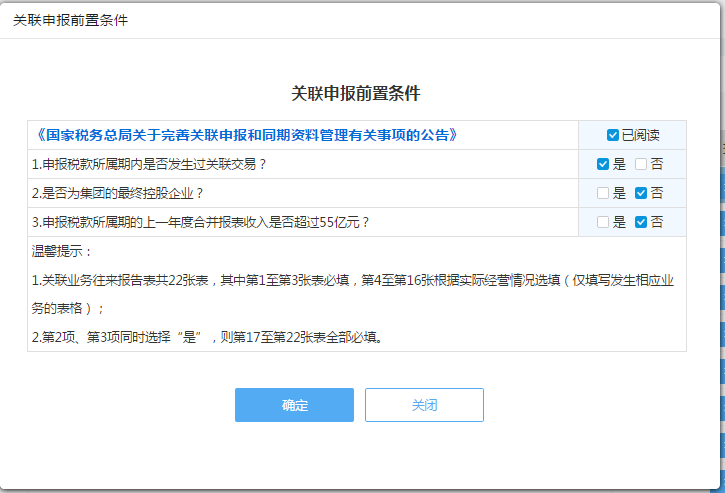 关联申报前置条件
关联申报前置条件
《国家税务总局关于完善关联申报和同期资料管理有关事项的公告》 已阅读
1.申报税款所属期内是否发生过关联交易？ 是 否
2.是否为集团的最终控股企业？ 是 否
3.申报税款所属期的上一年度合并报表收入是否超过55亿元？ 是 否
温馨提示：
1.关联业务往来报告表共22张表，其中第1至第3张表必填，第4至第16张根据实际经营情况选填（仅填写发生相应业
务的表格）；
2.第2项、第3项同时选择“是”，则第17至第22张表全部必填。
确定 关闭